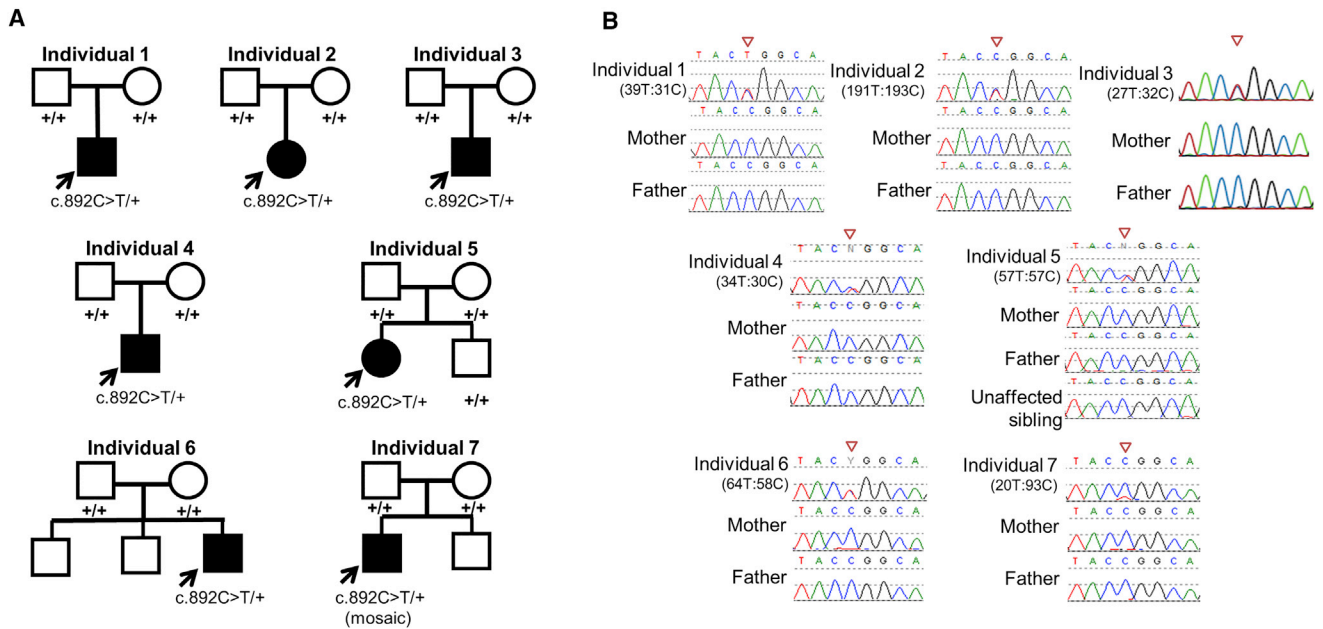 A
Individual 1
Individual 2
Individual 3
+/+ +/+ +/+ +/+ +/+ +/+
c.892C>T/+ c.892C>T/+ c.892C>T/+
Individual 4
Individual 5
+/+ +/+ +/+ +/+
c.892C>T/+ c.892C>T/+ +/+
Individual 6
Individual 7
+/+ +/+ +/+ +/+
c.892C>T/+ c.892C>T/+
(mosaic)
B
T A C T G G C A
Individual 1
(39T:31C)
T A C C G G C A
Mother
T A C C G G C A
Father
T A C C G G C A
Individual 2
(191T:193C)
T A C C G G C A
Mother
T A C C G G C A
Father
Individual 3
(27T:32C)
Mother
Father
T A C N G G C A
Individual 4
(34T:30C)
T A C C G G C A
Mother
T A C C G G C A
Father
T A C N G G C A
Individual 5
(57T:57C)
T A C C G G C A
Mother
T A C C G G C A
Father
T A C C G G C A
Unaffected
sibling
T A C Y G G C A
Individual 6
(64T:58C)
T A C C G G C A
Mother
T A C C G G C A
Father
T A C C G G C A
Individual 7
(20T:93C)
T A C C G G C A
Mother
T A C C G G C A
Father